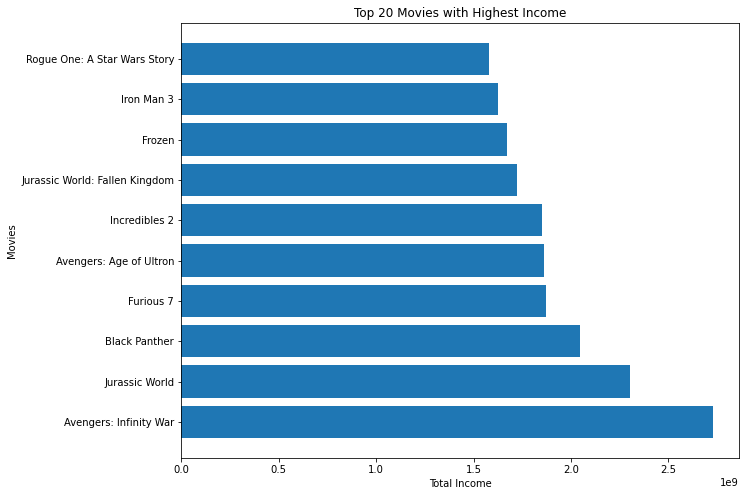 Top 20 Movies with Highest Income
Movies
Rogue One: A Star Wars Story
Iron Man 3
Frozen
Jurassic World: Fallen Kingdom
Incredibles 2
Avengers: Age of Ultron
Furious 7
Black Panther
Jurassic World
Avengers: Infinity War
0.0 0.5 1.0 1.5 2.0 2.5
1e9
Total Income